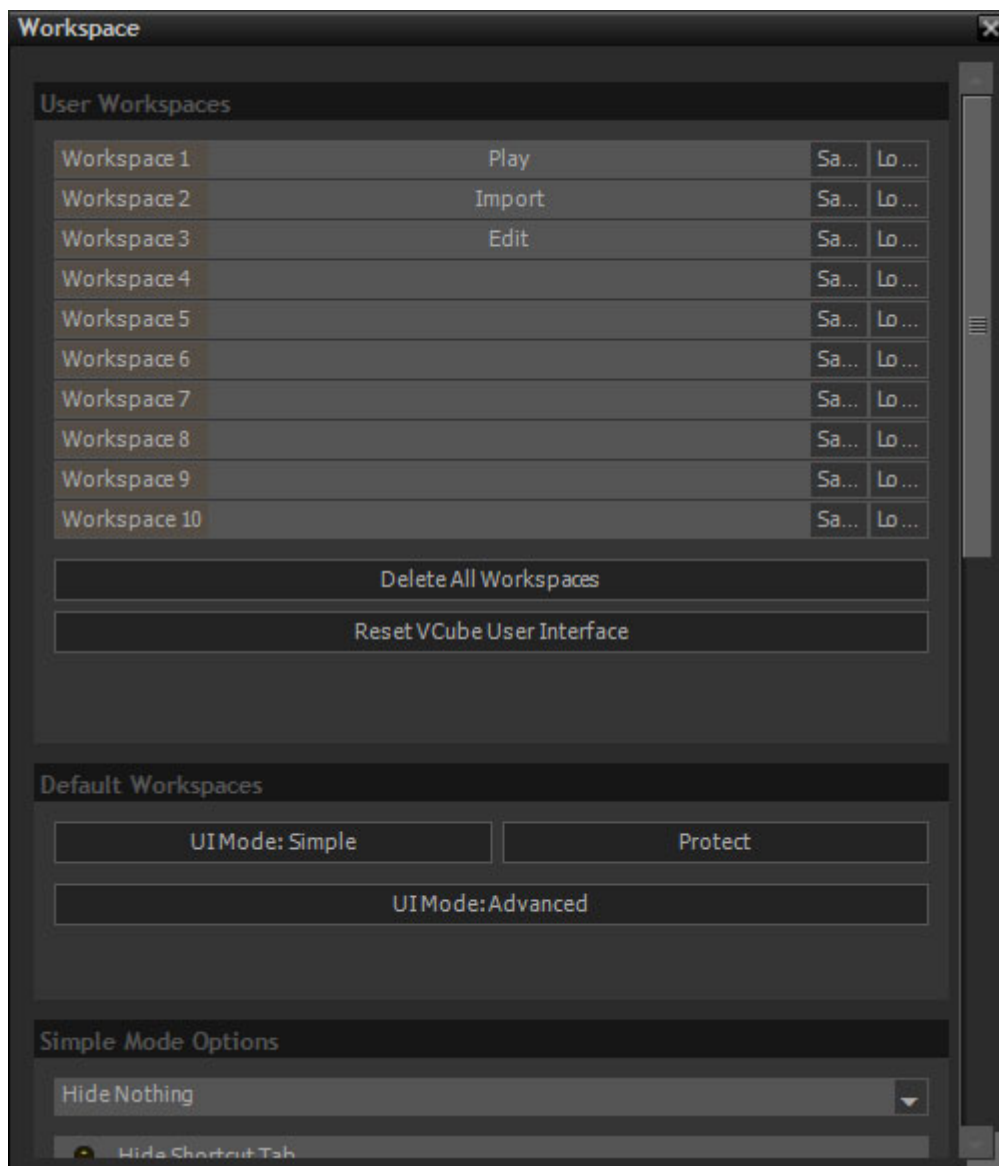 Workspace
User Workspaces
Workspace 1 Play Sa... Lo...
Workspace 2 Import Sa... Lo...
Workspace 3 Edit Sa... Lo...
Workspace 4 Sa... Lo...
Workspace 5 Sa... Lo...
Workspace 6 Sa... Lo...
Workspace 7 Sa... Lo...
Workspace 8 Sa... Lo...
Workspace 9 Sa... Lo...
Workspace 10 Sa... Lo...
Delete All Workspaces
Reset VCube User Interface
Default Workspaces
UI Mode: Simple Protect
UI Mode: Advanced
Simple Mode Options
Hide Nothing
Hide Shortcut Tab